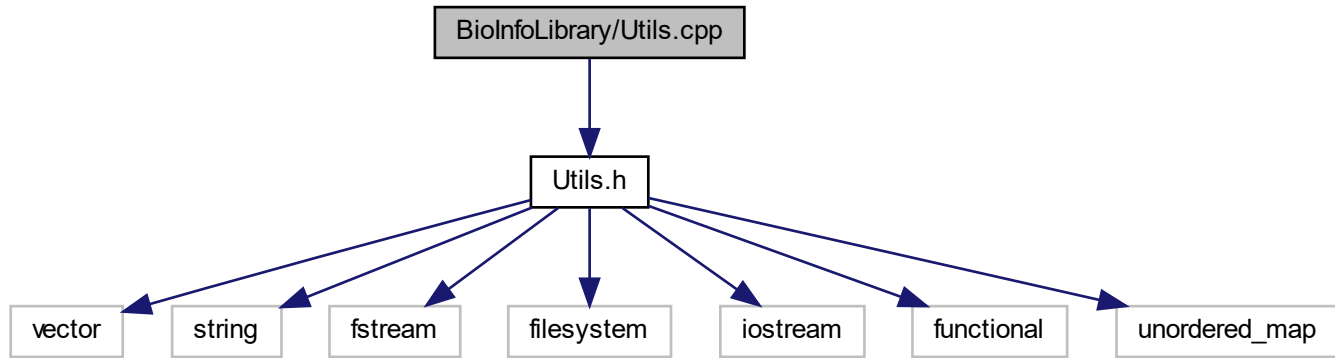 BioInfoLibrary/Utils.cpp
Utils.h
vector
string
fstream
filesystem
iostream
functional
unordered_map